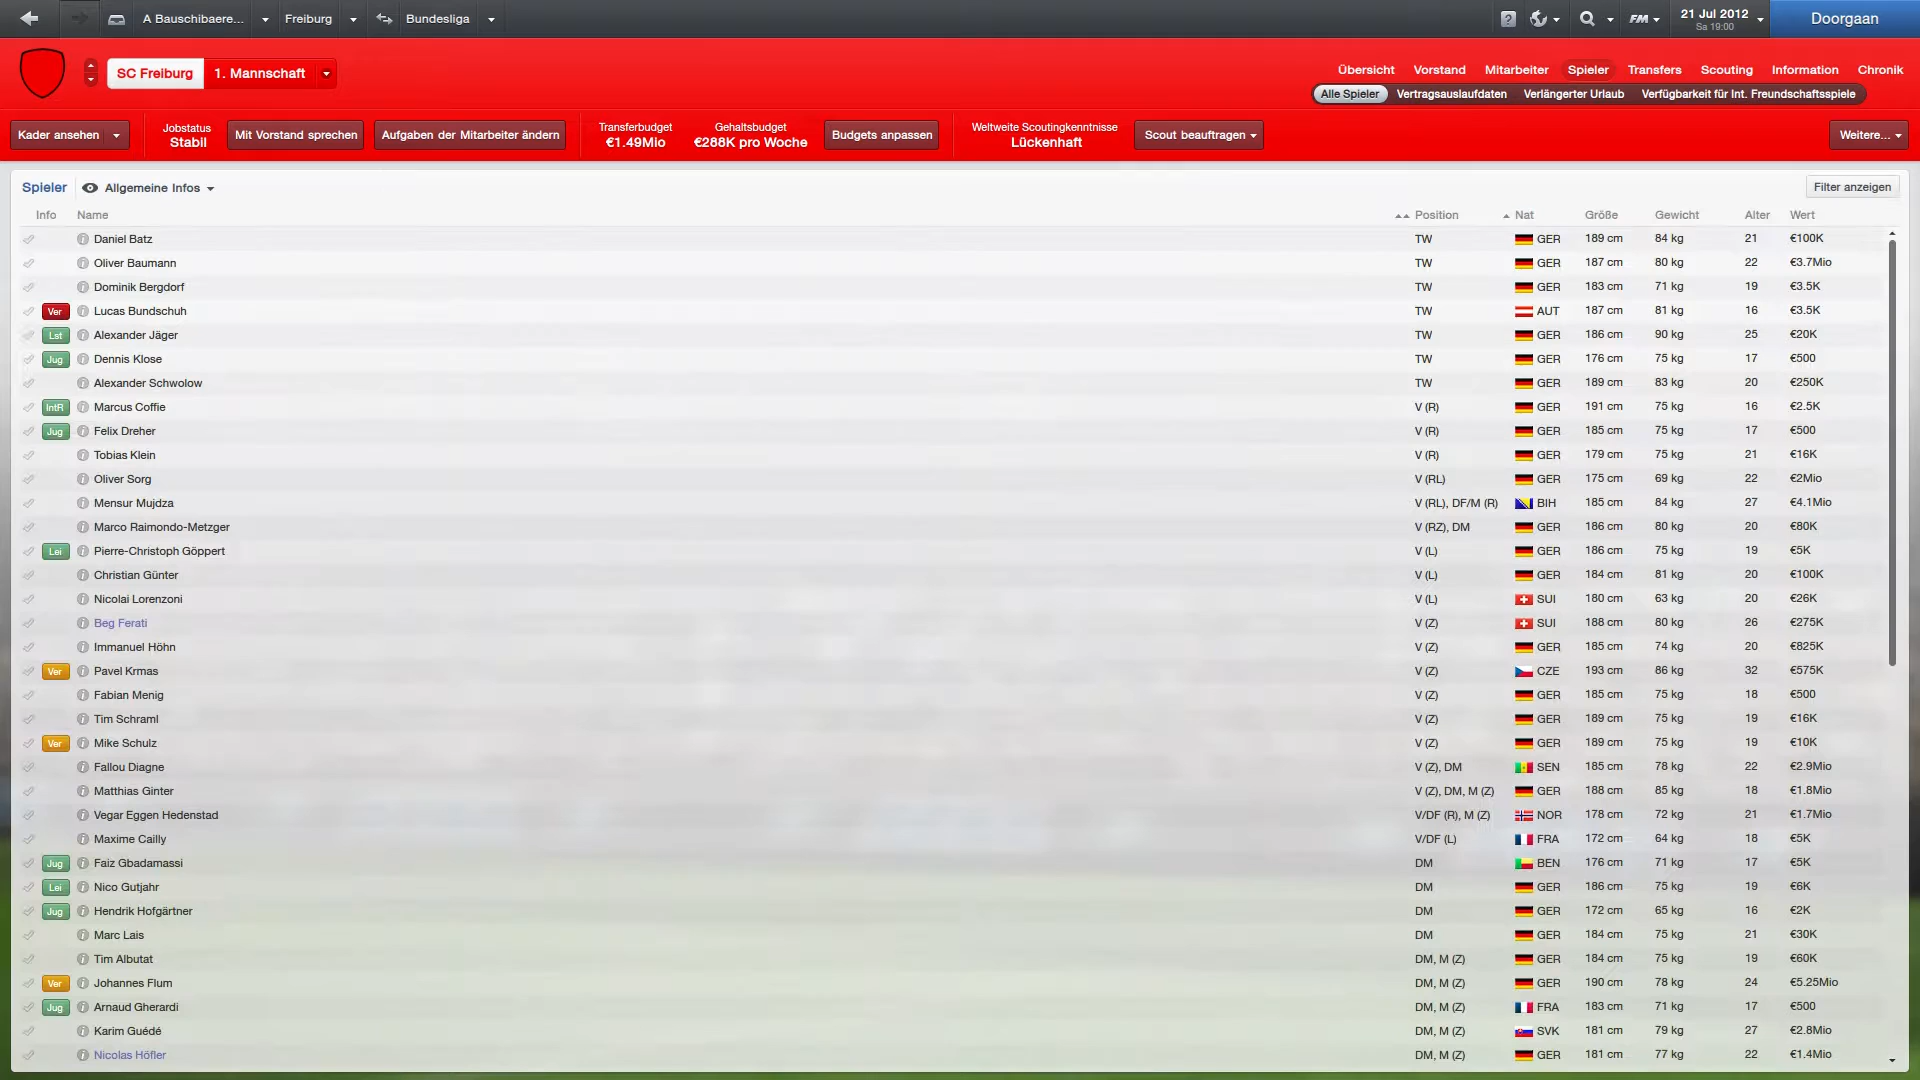 A Bauschibaere... Freiburg Bundesliga ? FM 21 Jul 2012 Sa 19:00 Doorgaan
SC Freiburg 1. Mannschaft
Übersicht Vorstand Mitarbeiter Spieler Transfers Scouting Information Chronik
Alle Spieler Vertragsauslaufdaten Verlängerter Urlaub Verfügbarkeit für Int. Freundschaftsspiele
Kader ansehen Jobstatus Stabil Mit Vorstand sprechen Aufgaben der Mitarbeiter ändern Transferbudget €1.49Mio Gehaltsbudget €288K pro Woche Budgets anpassen Weltweite Scoutingkenntnisse Lückenhaft Scout beauftragen Weitere...
Spieler Allgemeine Infos Filter anzeigen
Info Name Position Nat Größe Gewicht Alter Wert
Daniel Batz TW GER 189 cm 84 kg 21 €100K
Oliver Baumann TW GER 187 cm 80 kg 22 €3.7Mio
Dominik Bergdorf TW GER 183 cm 71 kg 19 €3.5K
Ver Lucas Bundschuh TW AUT 187 cm 81 kg 16 €3.5K
Lst Alexander Jäger TW GER 186 cm 90 kg 25 €20K
Jug Dennis Klose TW GER 176 cm 75 kg 17 €500
Alexander Schwolow TW GER 189 cm 83 kg 20 €250K
IntR Marcus Coffie V (R) GER 191 cm 75 kg 16 €2.5K
Jug Felix Dreher V (R) GER 185 cm 75 kg 17 €500
Tobias Klein V (R) GER 179 cm 75 kg 21 €16K
Oliver Sorg V (RL) GER 175 cm 69 kg 22 €2Mio
Mensur Mujdza V (RL), DF/M (R) BIH 185 cm 84 kg 27 €4.1Mio
Marco Raimondo-Metzger V (RZ), DM GER 186 cm 80 kg 20 €80K
Lei Pierre-Christoph Göppert V (L) GER 186 cm 75 kg 19 €5K
Christian Günter V (L) GER 184 cm 81 kg 20 €100K
Nicolai Lorenzoni V (L) SUI 180 cm 63 kg 20 €26K
Beg Ferati V (Z) SUI 188 cm 80 kg 26 €275K
Immanuel Höhn V (Z) GER 185 cm 74 kg 20 €825K
Ver Pavel Krmas V (Z) CZE 193 cm 86 kg 32 €575K
Fabian Menig V (Z) GER 185 cm 75 kg 18 €500
Tim Schraml V (Z) GER 189 cm 75 kg 19 €16K
Ver Mike Schulz V (Z) GER 189 cm 75 kg 19 €10K
Fallou Diagne V (Z), DM SEN 185 cm 78 kg 22 €2.9Mio
Matthias Ginter V (Z), DM, M (Z) GER 188 cm 85 kg 18 €1.8Mio
Vegar Eggen Hedenstad V/DF (R), M (Z) NOR 178 cm 72 kg 21 €1.7Mio
Maxime Cailly V/DF (L) FRA 172 cm 64 kg 18 €5K
Jug Faiz Gbadamassi DM BEN 176 cm 71 kg 17 €5K
Lei Nico Gutjahr DM GER 186 cm 75 kg 19 €6K
Jug Hendrik Hofgärtner DM GER 172 cm 65 kg 16 €2K
Marc Lais DM GER 184 cm 75 kg 21 €30K
Tim Albutat DM, M (Z) GER 184 cm 75 kg 19 €60K
Ver Johannes Flum DM, M (Z) GER 190 cm 78 kg 24 €5.25Mio
Jug Arnaud Gherardi DM, M (Z) FRA 183 cm 71 kg 17 €500
Karim Guédé DM, M (Z) SVK 181 cm 79 kg 27 €2.8Mio
Nicolas Höfler DM, M (Z) GER 181 cm 77 kg 22 €1.4Mio